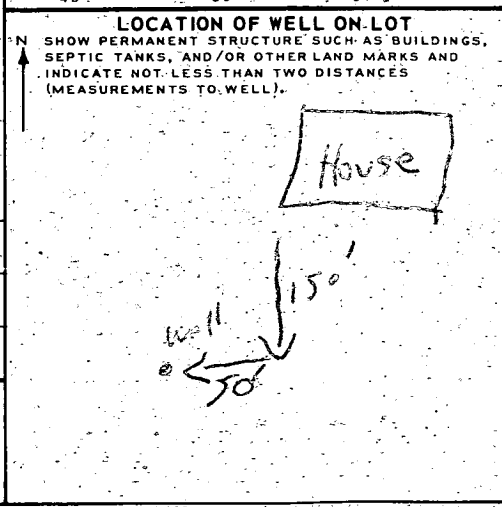 LOCATION OF WELL ON LOT
N SHOW PERMANENT STRUCTURE SUCH AS BUILDINGS,
SEPTIC TANKS, AND/OR OTHER LAND MARKS AND
INDICATE NOT LESS THAN TWO DISTANCES
(MEASUREMENTS TO WELL).
House
150'
well
50'